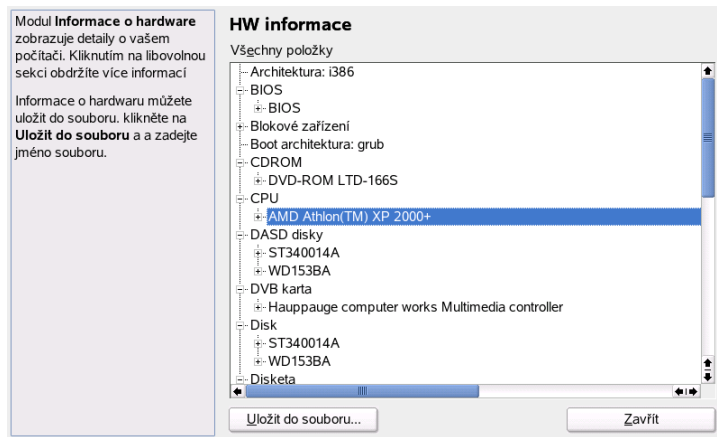 Modul Informace o hardware
zobrazuje detaily o vašem
počítači. Kliknutím na libovolnou
sekci obdržíte více informací
Informace o hardwaru můžete
uložit do souboru. klikněte na
Uložit do souboru a a zadejte
jméno souboru.
HW informace
Všechny položky
Architektura: i386
BIOS
BIOS
Blokové zařízení
Boot architektura: grub
CDROM
DVD-ROM LTD-166S
CPU
AMD Athlon(TM) XP 2000+
DASD disky
ST340014A
WD153BA
DVB karta
Hauppauge computer works Multimedia controller
Disk
ST340014A
WD153BA
Disketa
Uložit do souboru...
Zavřít